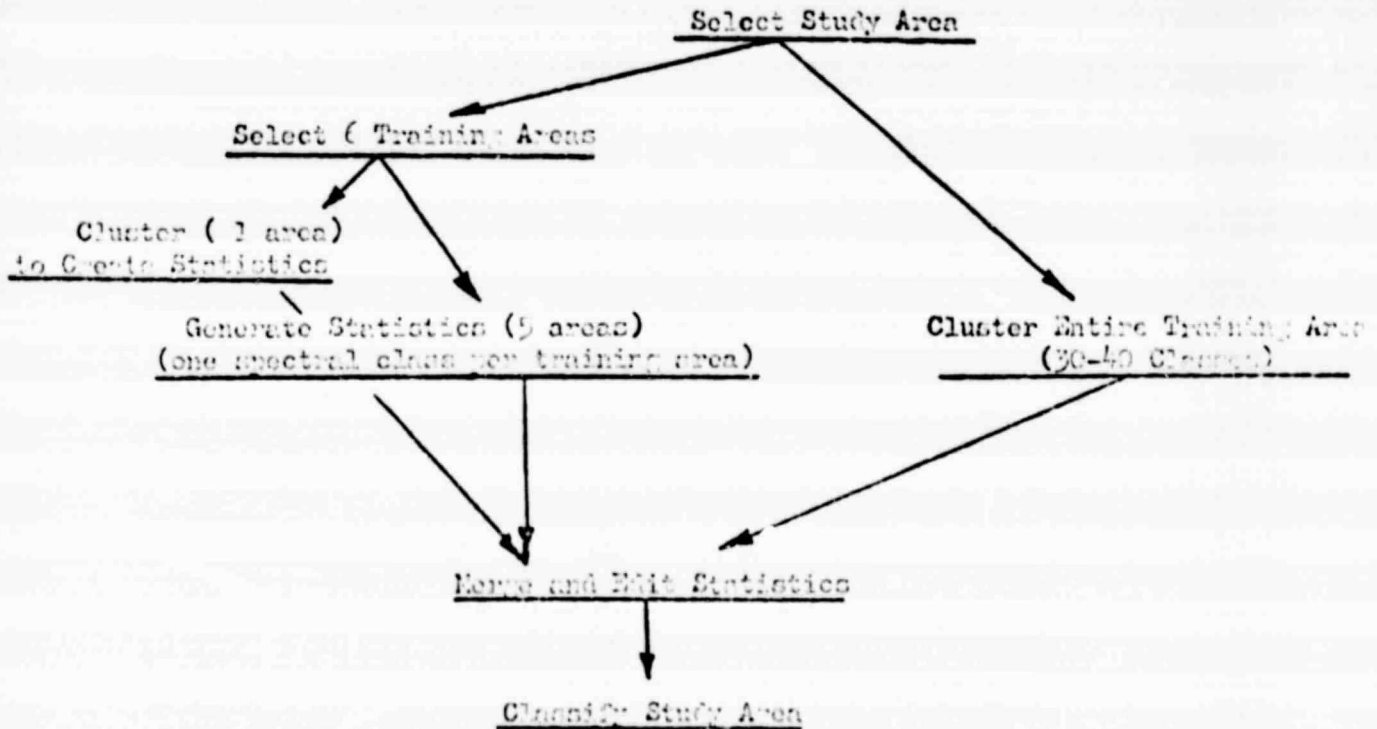 Select Study Area
Select 6 Training Areas
Cluster ( 1 area)
to Create Statistics
Generate Statistics (5 areas)
(one spectral class per training area)
Cluster Entire Training Area
(30-40 Classes)
Merge and Edit Statistics
Classify Study Area